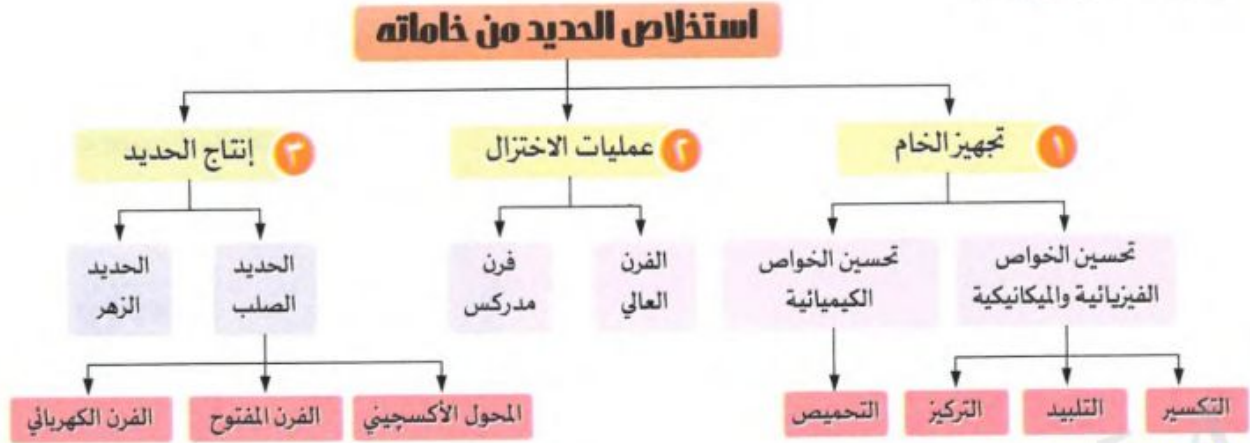 استخلاص الحديد من خاماته
١ تجهيز الخام
٢ عمليات الاختزال
٣ إنتاج الحديد
تحسين الخواص
الفيزيائية والميكانيكية
تحسين الخواص
الكيميائية
الفرن
العالي
فرن
مدركس
الحديد
الصلب
الحديد
الزهر
التكسير
التلبيد
التركيز
التحميص
المحول الأكسچيني
الفرن المفتوح
الفرن الكهربائي